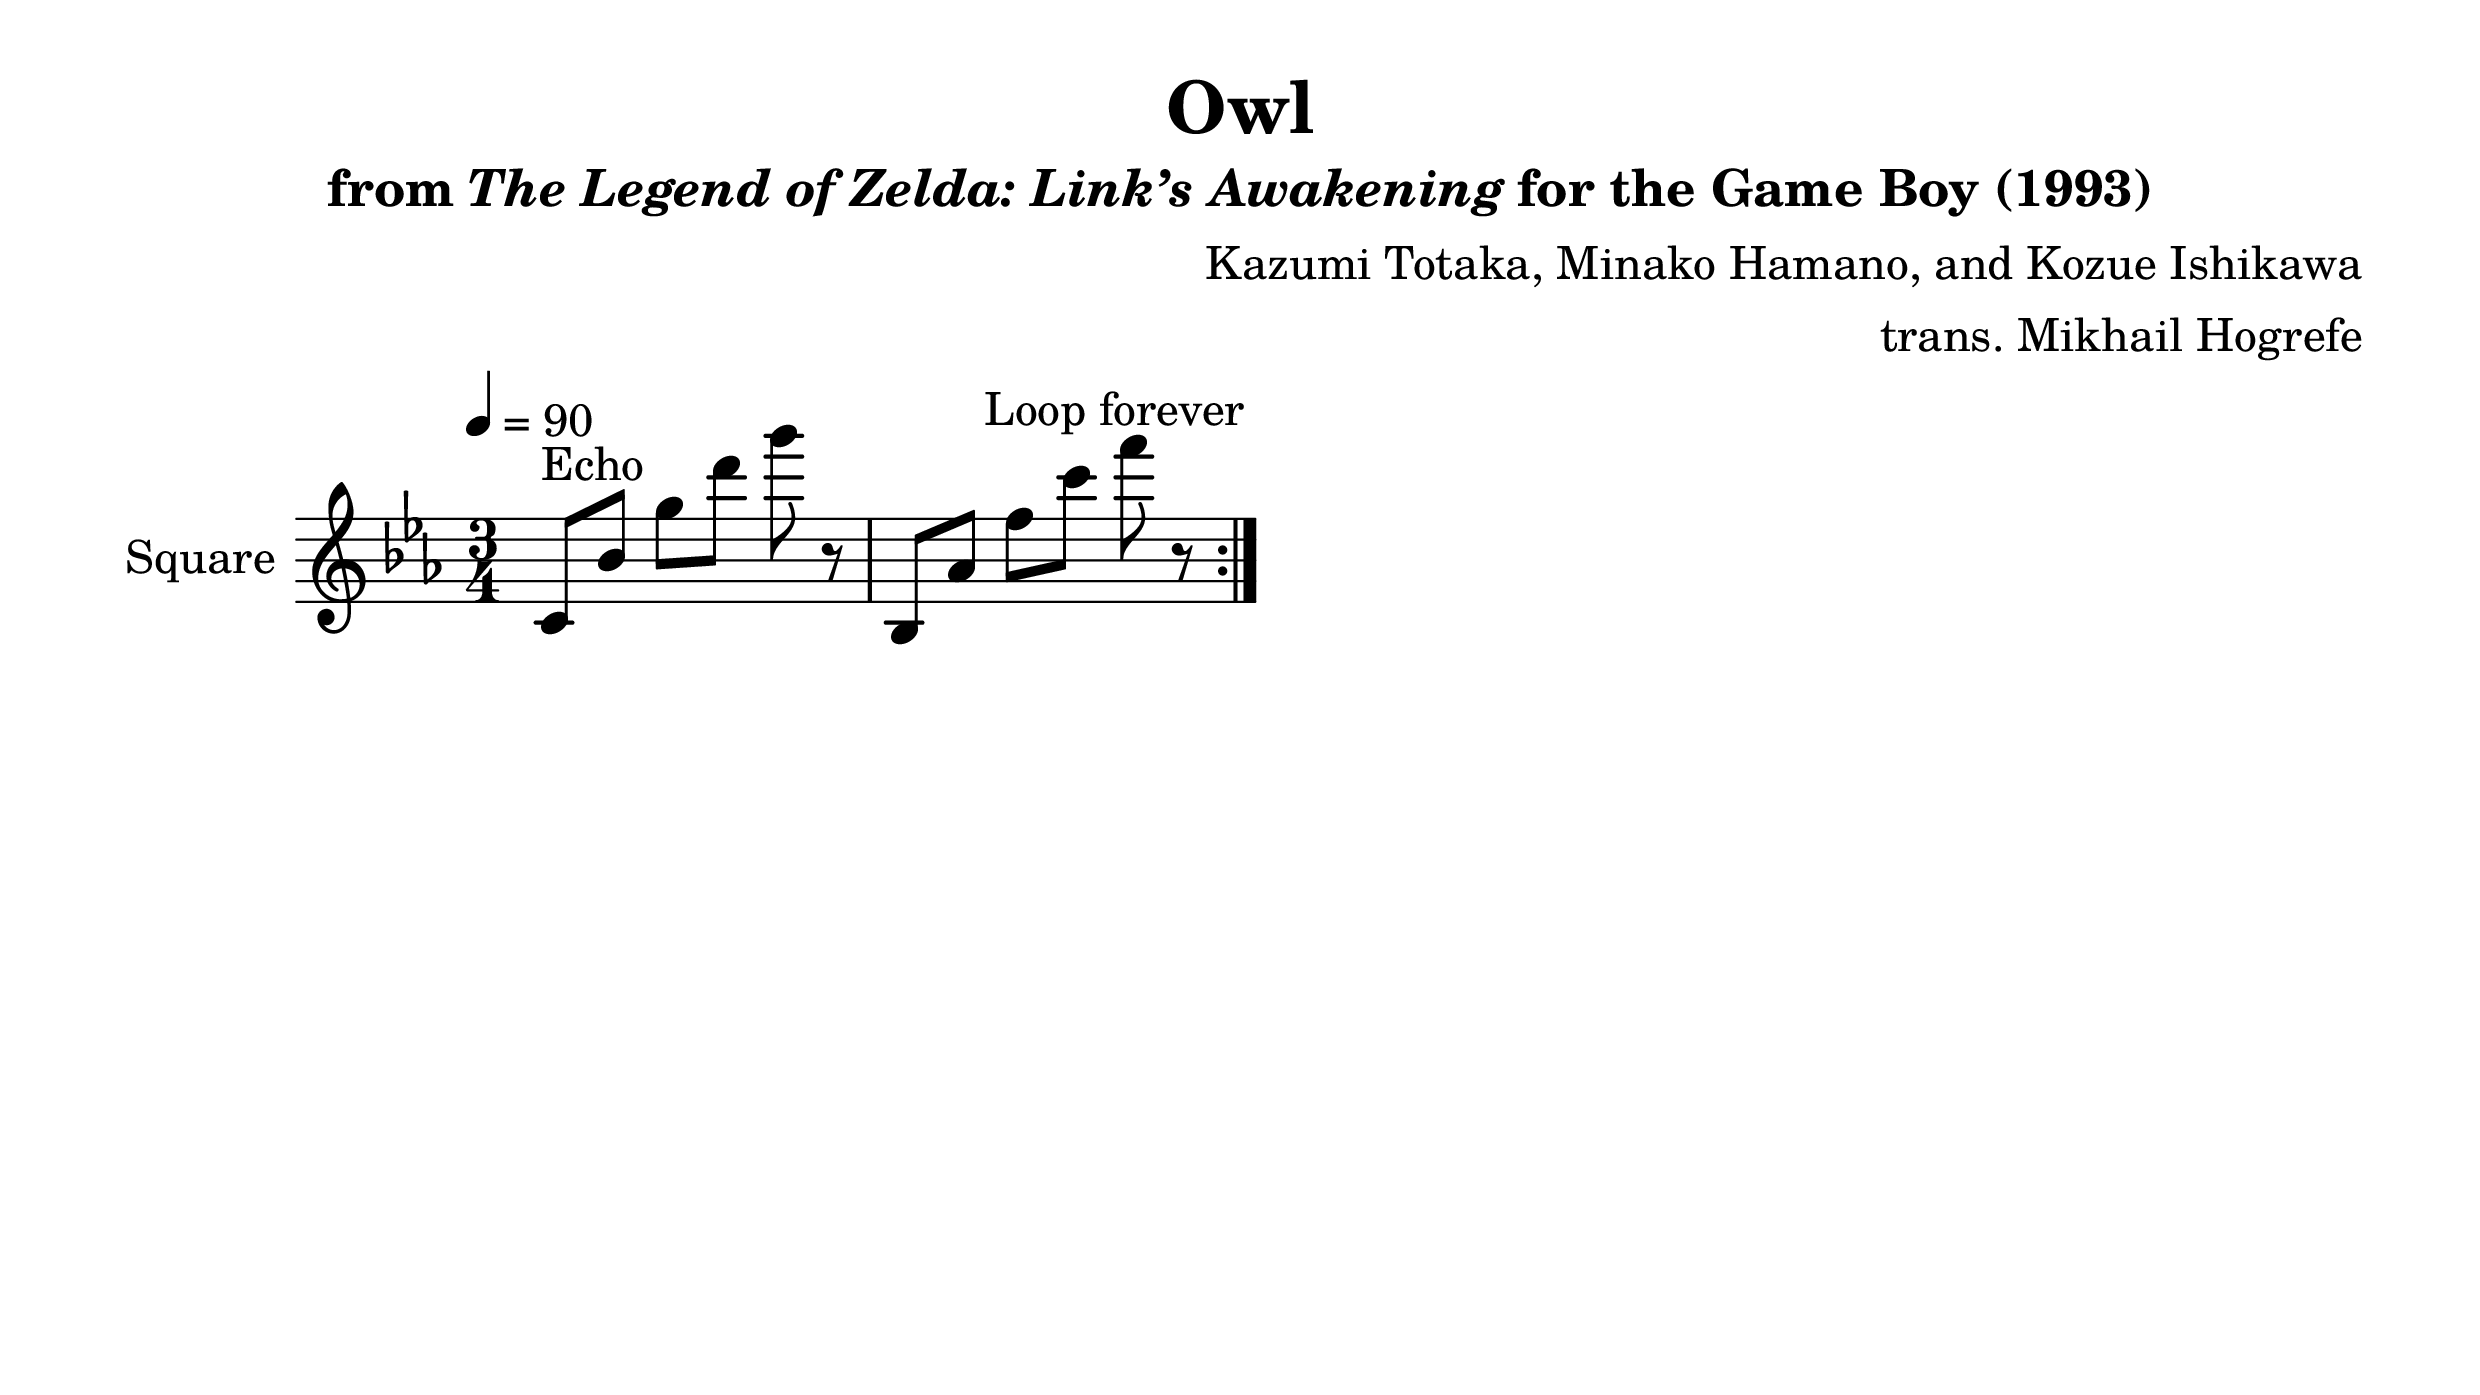 Owl
from The Legend of Zelda: Link’s Awakening for the Game Boy (1993)
Kazumi Totaka, Minako Hamano, and Kozue Ishikawa
trans. Mikhail Hogrefe
= 90
Loop forever
Echo
Square
3
4